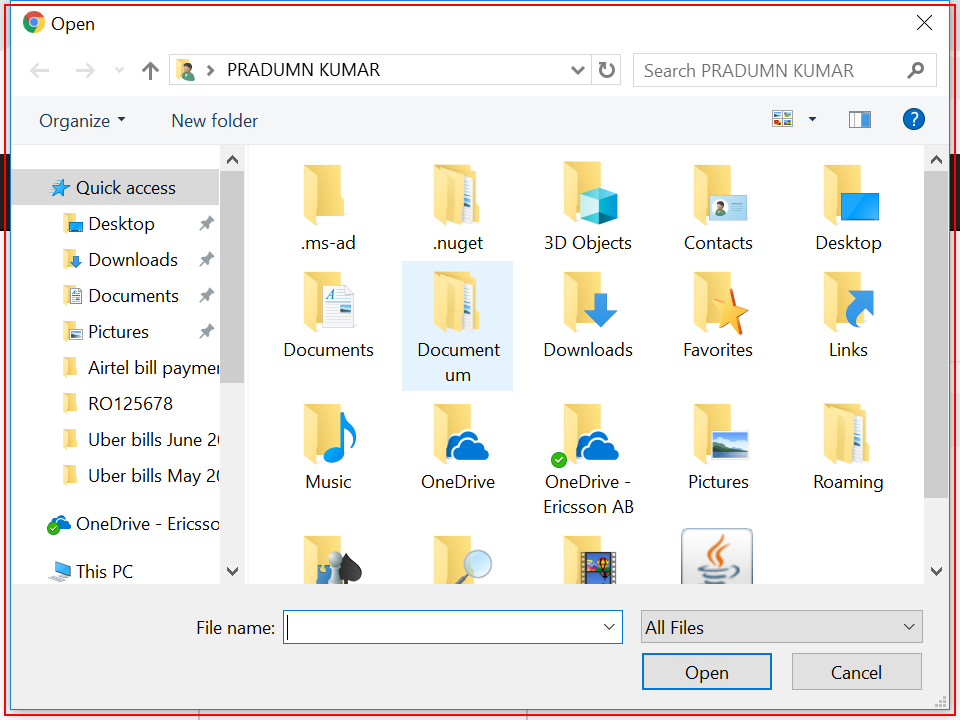 Open
PRADUMN KUMAR
Search PRADUMN KUMAR
Organize
New folder
?
Quick access
Desktop
Downloads
Documents
Pictures
Airtel bill paymer
RO125678
Uber bills June 20
Uber bills May 20
OneDrive - Ericsso
This PC
.ms-ad
.nuget
3D Objects
Contacts
Desktop
Documents
Document
um
Downloads
Favorites
Links
Music
OneDrive
OneDrive -
Ericsson AB
Pictures
Roaming
File name:
All Files
Open
Cancel